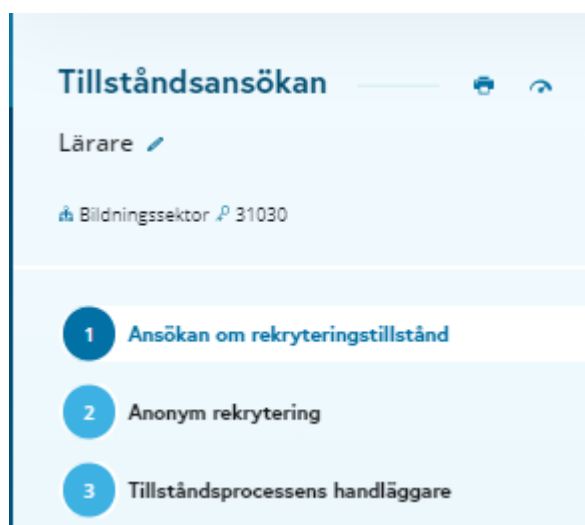 Tillståndsansökan
Lärare
Bildningssektor 31030
1 Ansökan om rekryteringstillstånd
2 Anonym rekrytering
3 Tillståndsprocessens handläggare